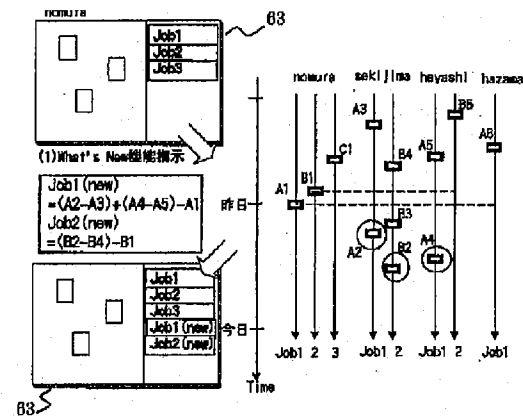 nomura
Job1
Job2
Job3
63
(1)What's New機能指示
Job1(new)
=(A2-A3)+(A4-A5)-A1
Job2(new)
=(B2-B4)-B1
Job1
Job2
Job3
Job1(new)
Job2(new)
63
nomura sekijima hayashi hazama
A3
B5
A6
C1
B4
A5
B1
A1
昨日
B3
A2
B2
A4
今日
Job1 2 3 Job1 2 Job1 2 Job1
Time